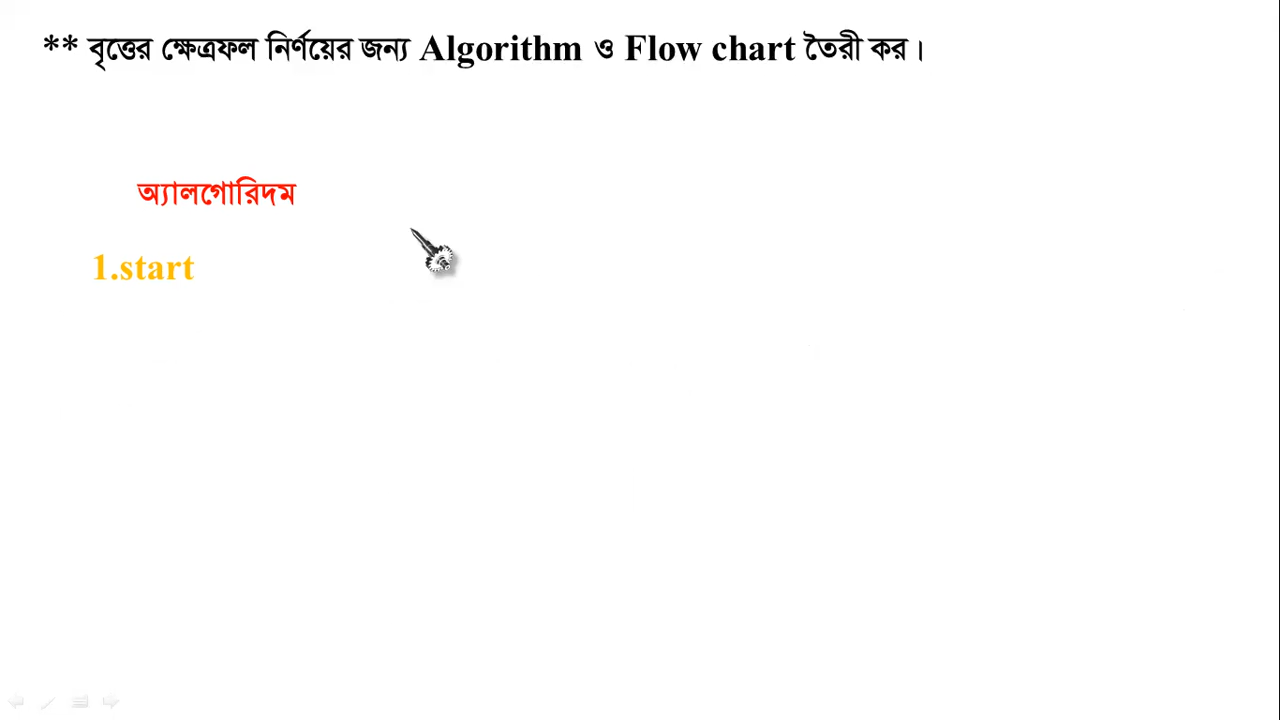 ** বৃত্তের ক্ষেত্রফল নির্ণয়ের জন্য Algorithm ও Flow chart তৈরী কর।
অ্যালগোরিদম
1.start